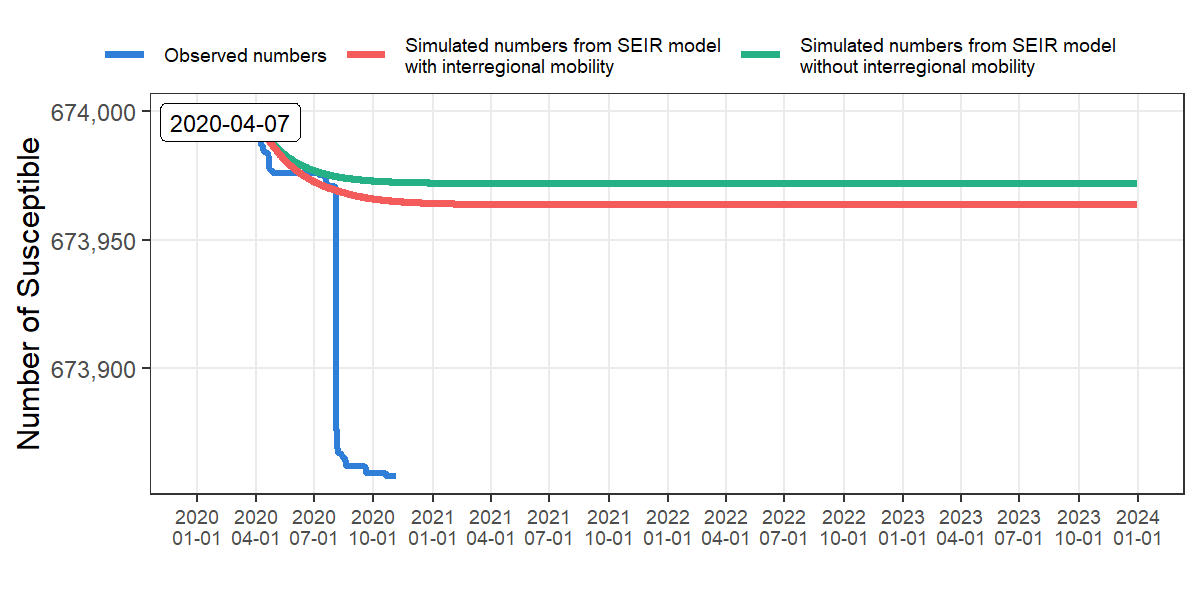 Observed numbers
Simulated numbers from SEIR model
with interregional mobility
Simulated numbers from SEIR model
without interregional mobility
Number of Susceptible
674,000
673,950
673,900
2020-04-07
2020 2020 2020 2020 2021 2021 2021 2021 2022 2022 2022 2022 2023 2023 2023 2023 2024
01-01 04-01 07-01 10-01 01-01 04-01 07-01 10-01 01-01 04-01 07-01 10-01 01-01 04-01 07-01 10-01 01-01